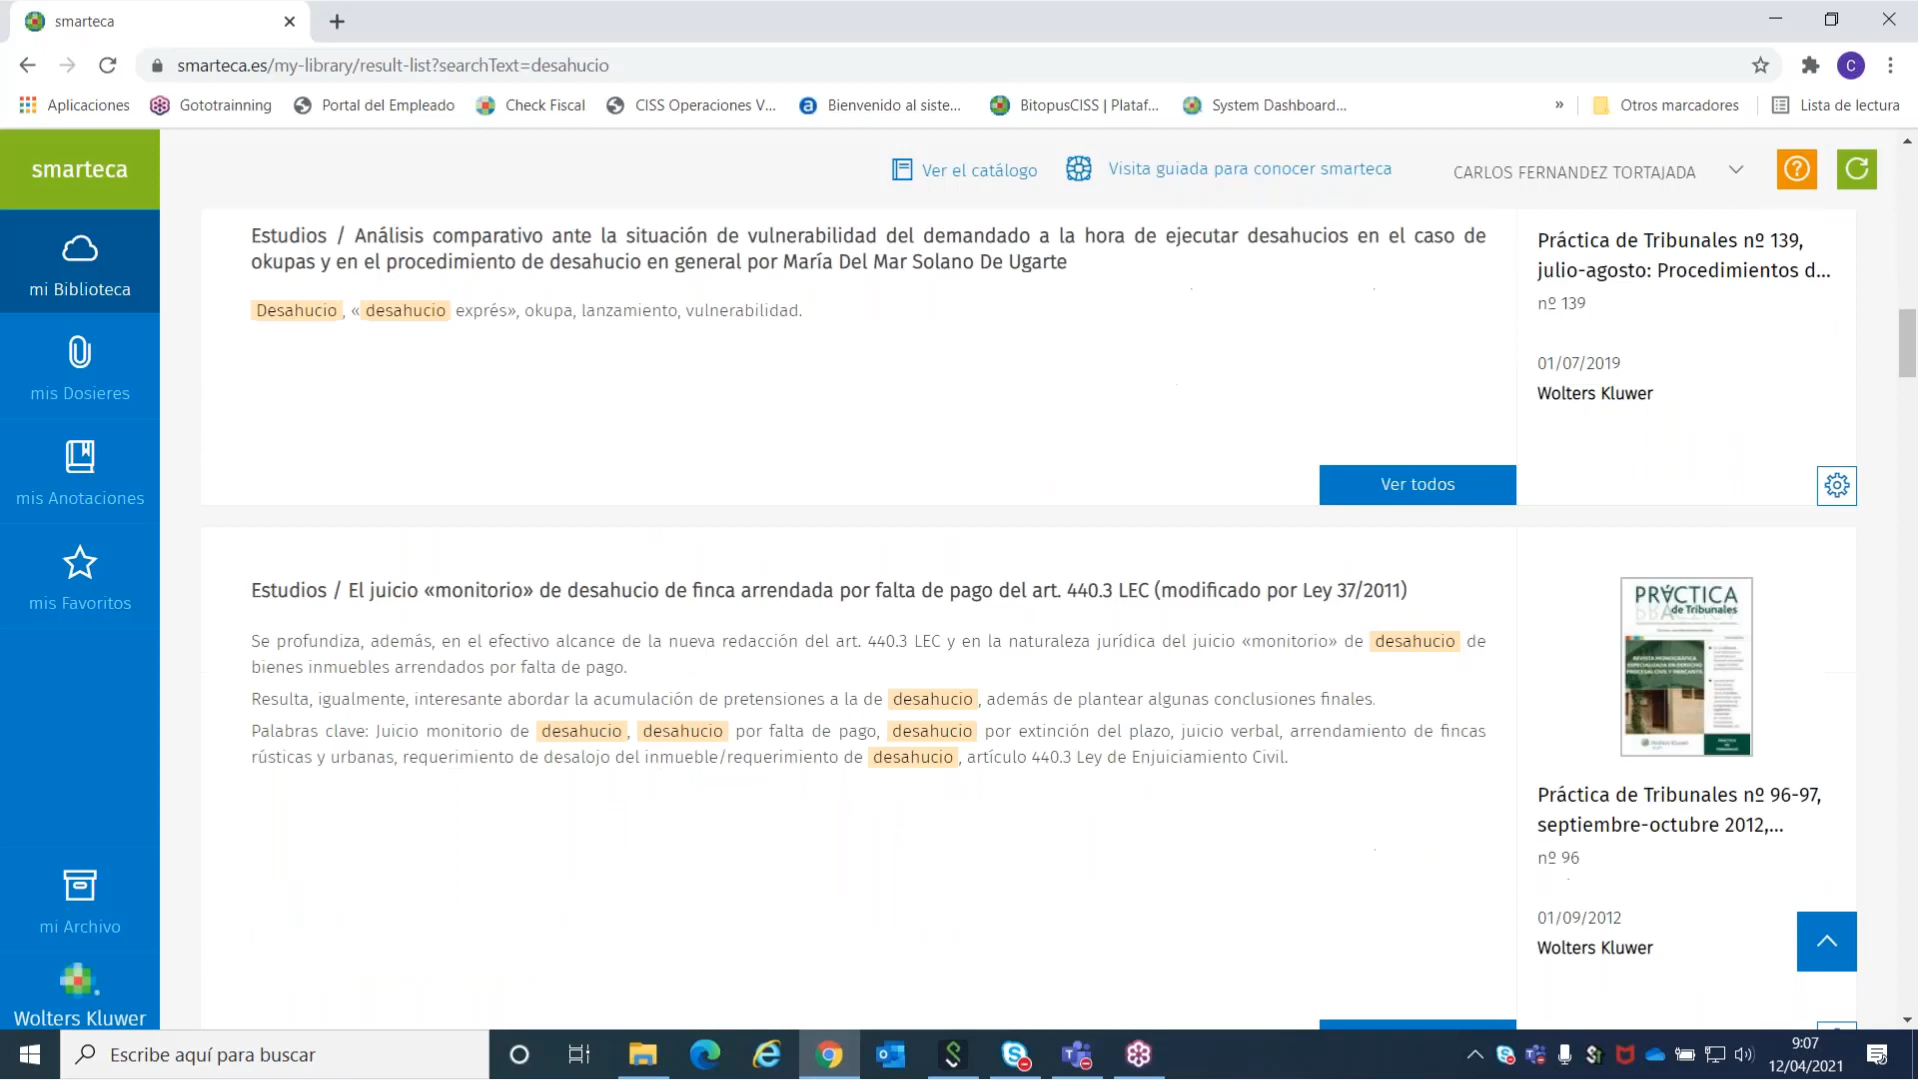 smarteca
smarteca.es/my-library/result-list?searchText=desahucio
C
Aplicaciones
Gototrainning
Portal del Empleado
Check Fiscal
CISS Operaciones V...
Bienvenido al siste...
BitopusCISS | Plataf...
System Dashboard...
»
Otros marcadores
Lista de lectura
smarteca
Ver el catálogo
Visita guiada para conocer smarteca
CARLOS FERNANDEZ TORTAJADA
mi Biblioteca
mis Dosieres
mis Anotaciones
mis Favoritos
mi Archivo
Wolters Kluwer
Estudios / Análisis comparativo ante la situación de vulnerabilidad del demandado a la hora de ejecutar desahucios en el caso de
okupas y en el procedimiento de desahucio en general por María Del Mar Solano De Ugarte
Desahucio, «desahucio exprés», okupa, lanzamiento, vulnerabilidad.
Práctica de Tribunales nº 139,
julio-agosto: Procedimientos d...
nº 139
01/07/2019
Wolters Kluwer
Ver todos
Estudios / El juicio «monitorio» de desahucio de finca arrendada por falta de pago del art. 440.3 LEC (modificado por Ley 37/2011)
Se profundiza, además, en el efectivo alcance de la nueva redacción del art. 440.3 LEC y en la naturaleza jurídica del juicio «monitorio» de desahucio de
bienes inmuebles arrendados por falta de pago.
Resulta, igualmente, interesante abordar la acumulación de pretensiones a la de desahucio, además de plantear algunas conclusiones finales.
Palabras clave: Juicio monitorio de desahucio, desahucio por falta de pago, desahucio por extinción del plazo, juicio verbal, arrendamiento de fincas
rústicas y urbanas, requerimiento de desalojo del inmueble/requerimiento de desahucio, artículo 440.3 Ley de Enjuiciamiento Civil.
PRÁCTICA
de Tribunales
Práctica de Tribunales nº 96-97,
septiembre-octubre 2012,...
nº 96
01/09/2012
Wolters Kluwer
Escribe aquí para buscar
9:07
12/04/2021